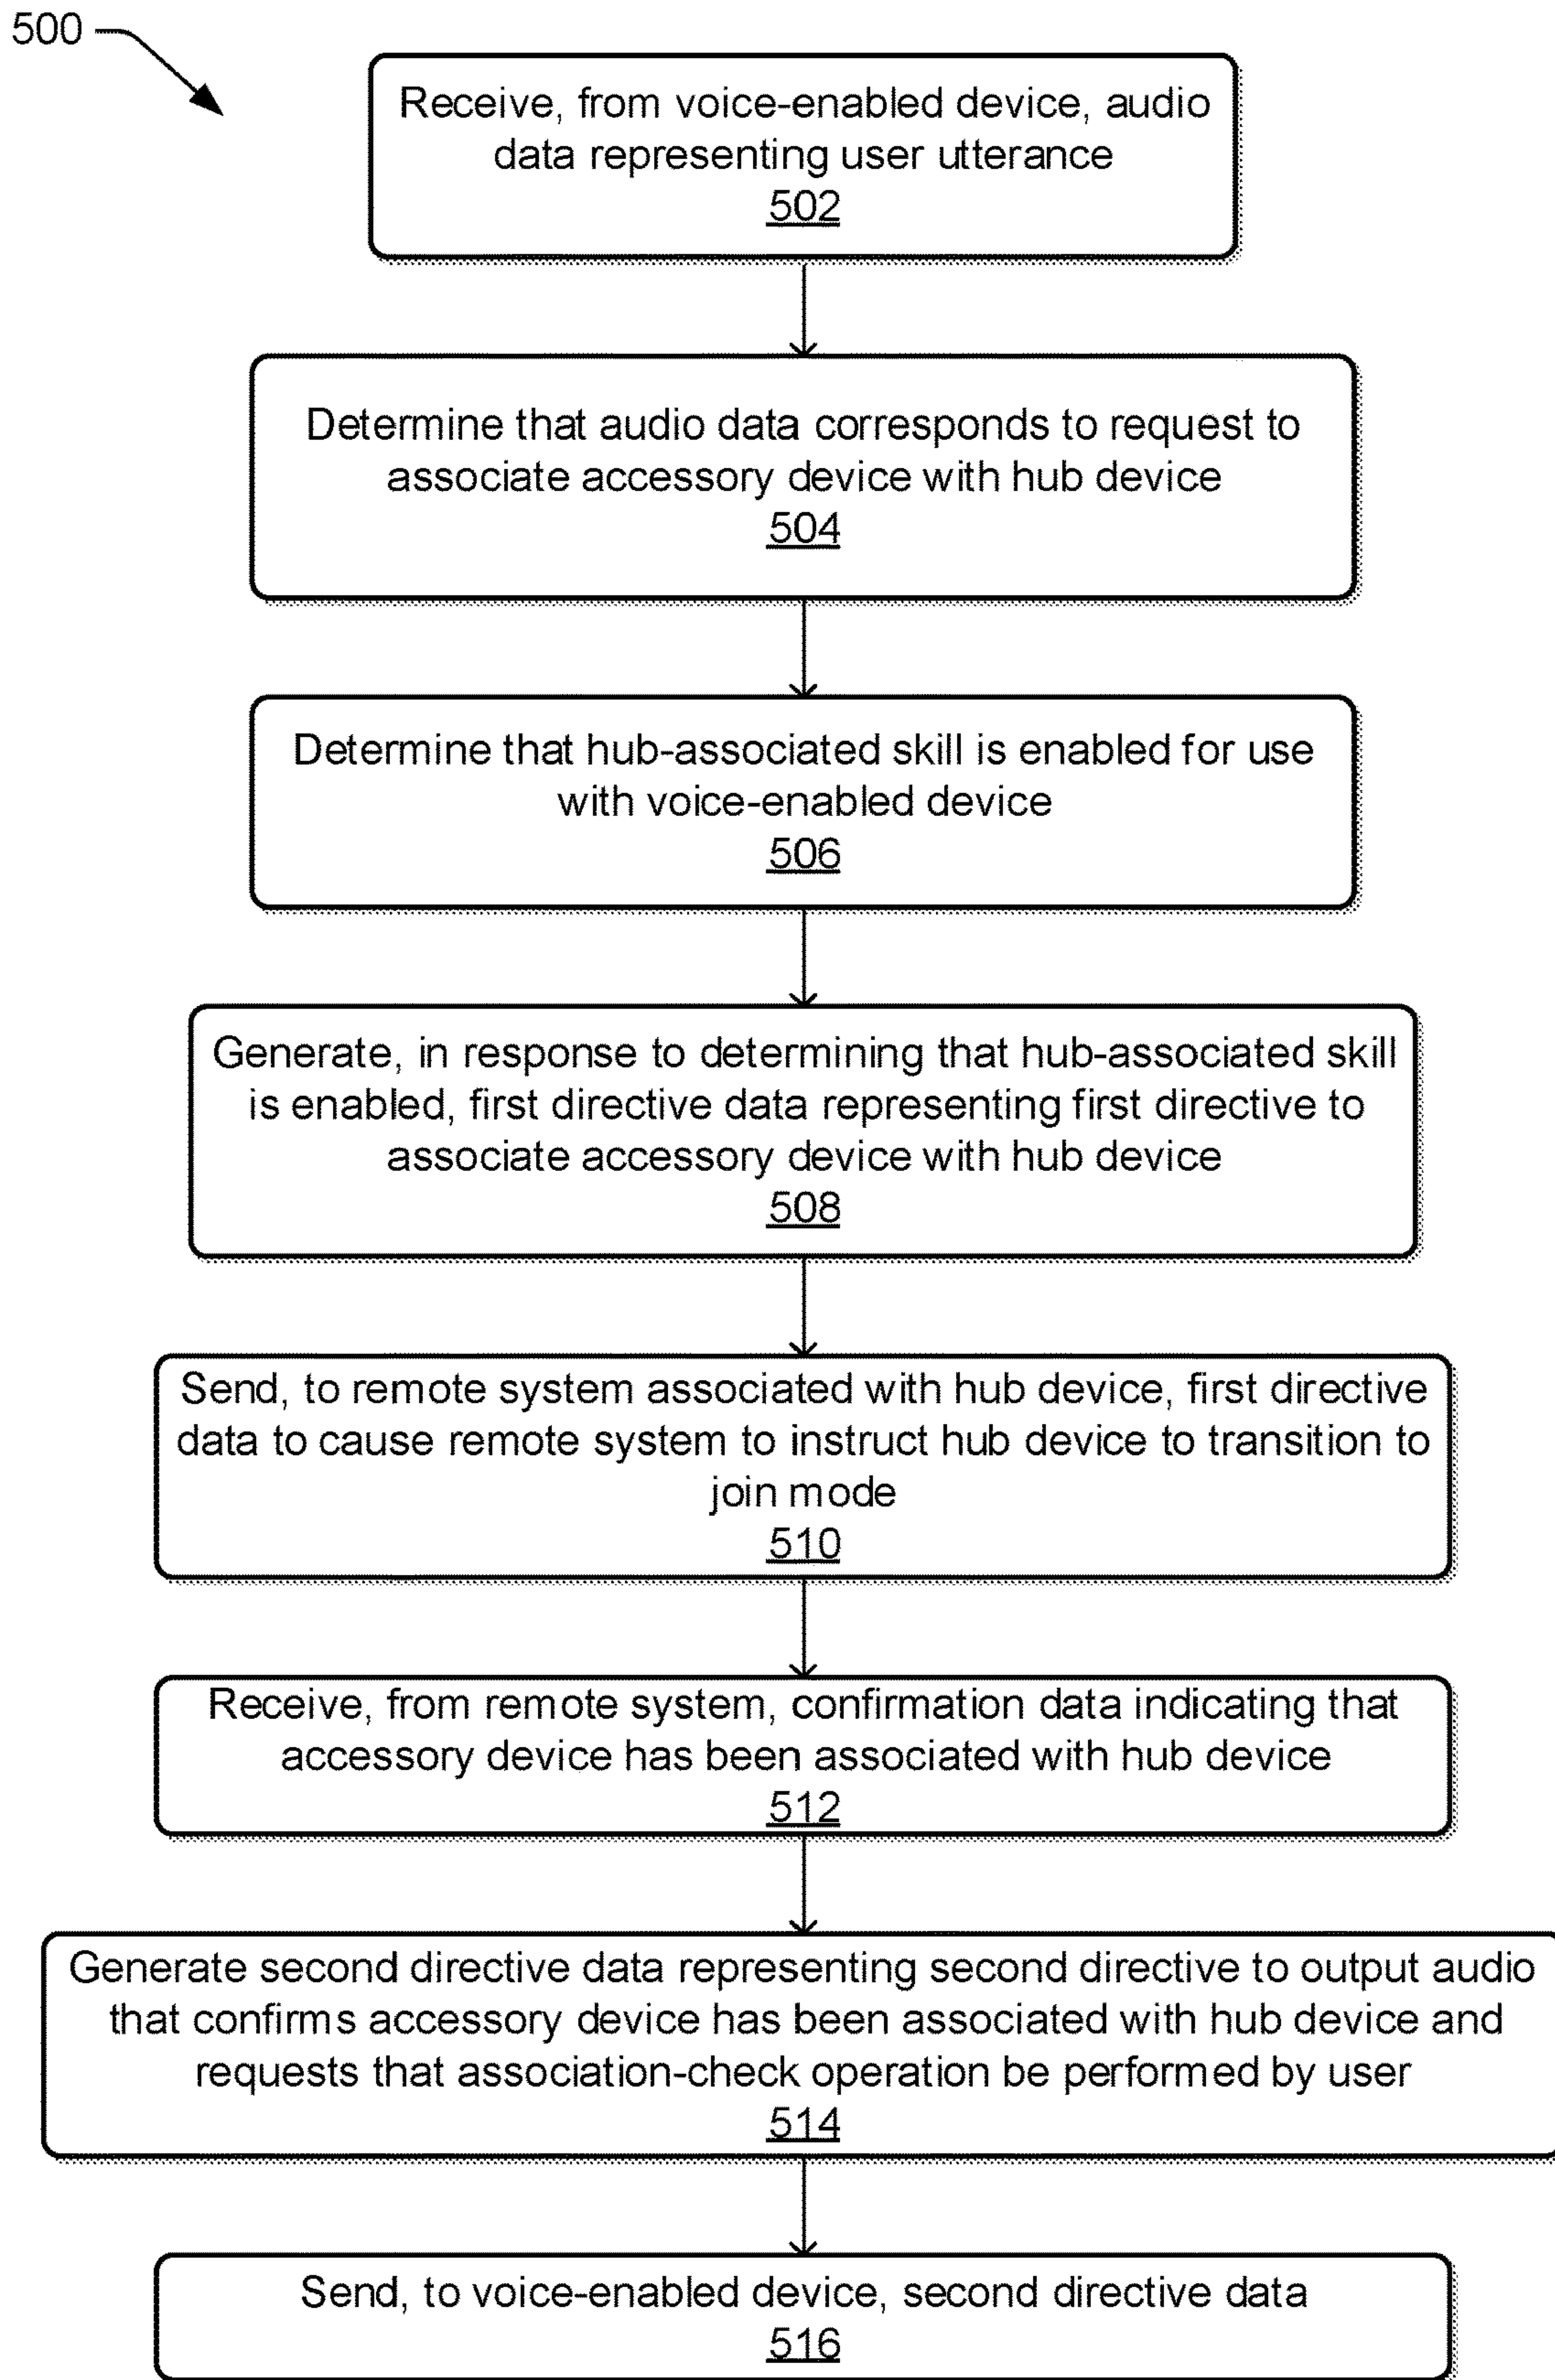 500
Receive, from voice-enabled device, audio
data representing user utterance
502
Determine that audio data corresponds to request to
associate accessory device with hub device
504
Determine that hub-associated skill is enabled for use
with voice-enabled device
506
Generate, in response to determining that hub-associated skill
is enabled, first directive data representing first directive to
associate accessory device with hub device
508
Send, to remote system associated with hub device, first directive
data to cause remote system to instruct hub device to transition to
join mode
510
Receive, from remote system, confirmation data indicating that
accessory device has been associated with hub device
512
Generate second directive data representing second directive to output audio
that confirms accessory device has been associated with hub device and
requests that association-check operation be performed by user
514
Send, to voice-enabled device, second directive data
516